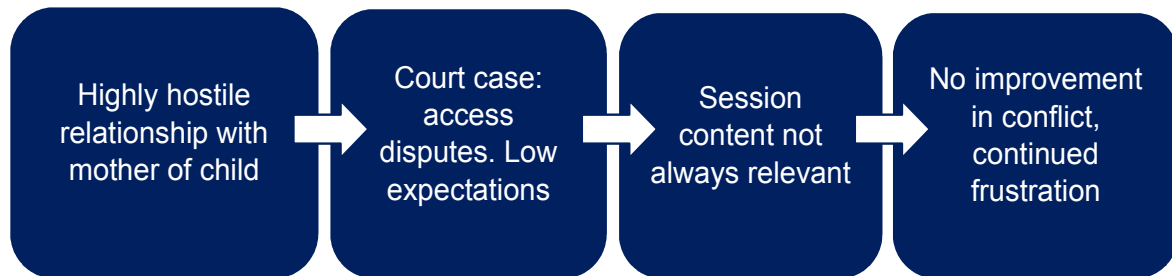 Highly hostile
relationship with
mother of child
Court case:
access
disputes. Low
expectations
Session
content not
always relevant
No improvement
in conflict,
continued
frustration